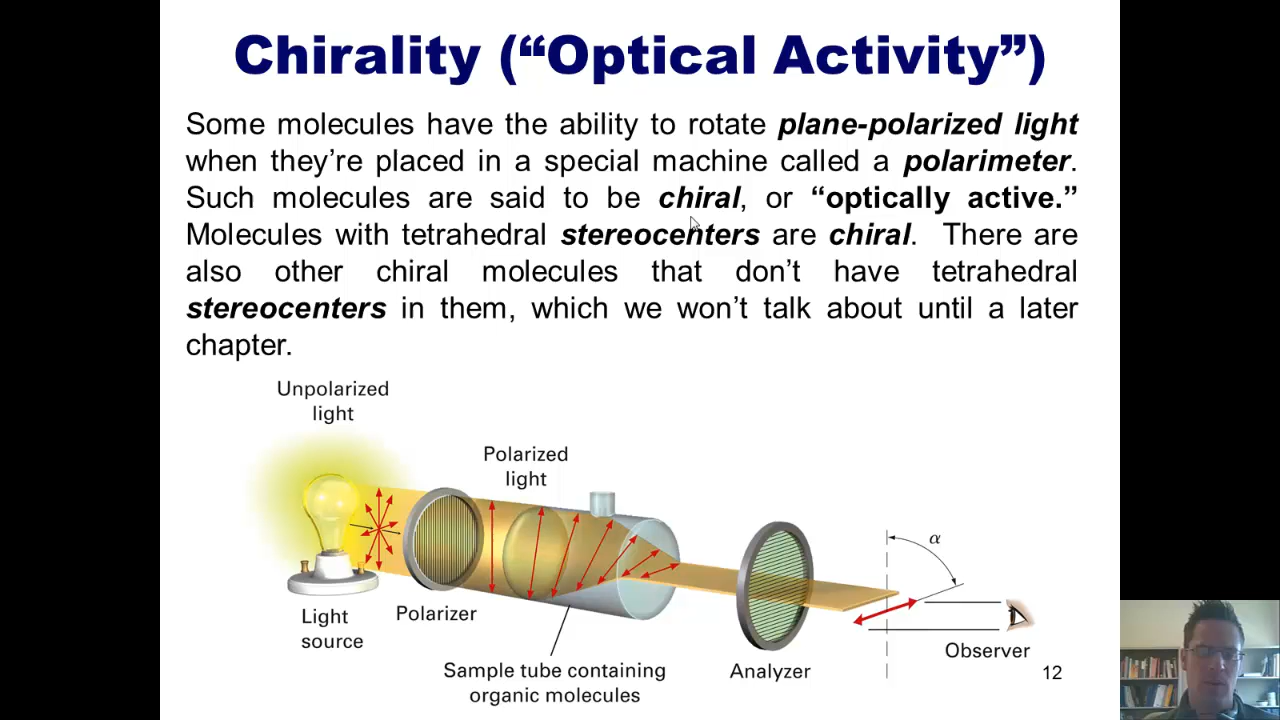 Chirality (“Optical Activity”)
Some molecules have the ability to rotate plane-polarized light
when they’re placed in a special machine called a polarimeter.
Such molecules are said to be chiral, or “optically active.”
Molecules with tetrahedral stereocenters are chiral. There are
also other chiral molecules that don’t have tetrahedral
stereocenters in them, which we won’t talk about until a later
chapter.
Unpolarized
light
Polarized
light
α
Light
source
Polarizer
Sample tube containing
organic molecules
Analyzer
Observer
12